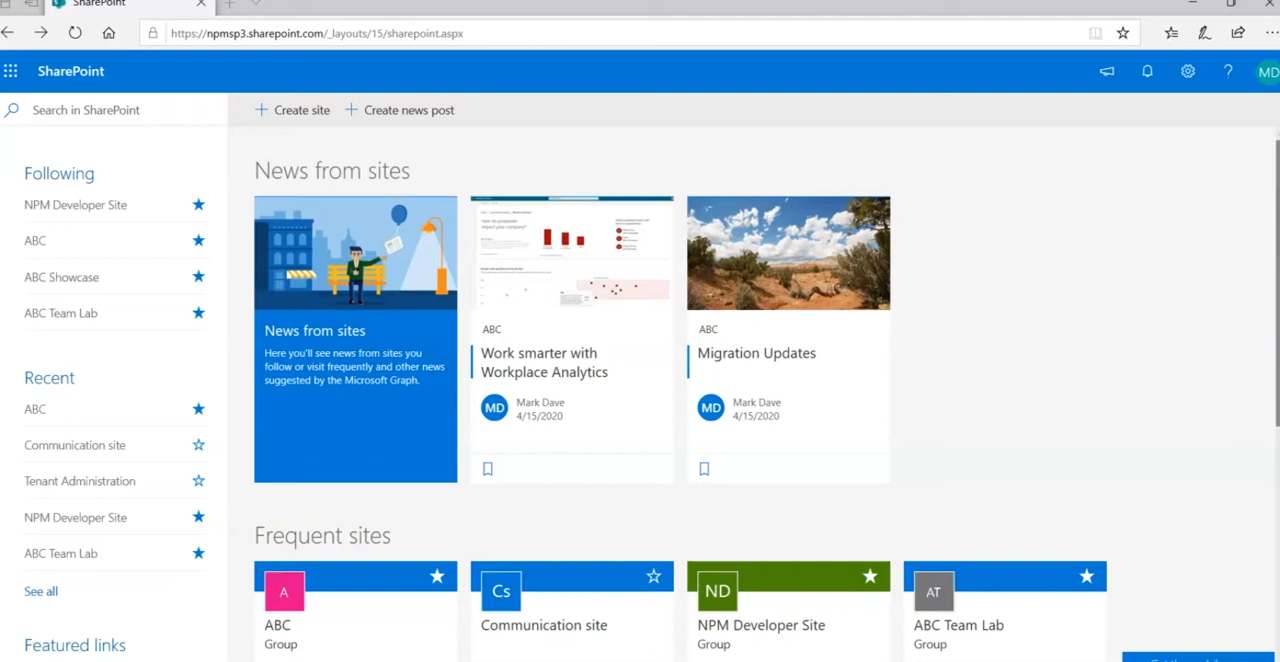 SharePoint
https://npmsp3.sharepoint.com/_layouts/15/sharepoint.aspx
SharePoint
MD
Search in SharePoint
Create site
Create news post
Following
NPM Developer Site
ABC
ABC Showcase
ABC Team Lab
Recent
ABC
Communication site
Tenant Administration
NPM Developer Site
ABC Team Lab
See all
Featured links
News from sites
News from sites
Here you'll see news from sites you
follow or visit frequently and other news
suggested by the Microsoft Graph.
ABC
Work smarter with
Workplace Analytics
MD
Mark Dave
4/15/2020
ABC
Migration Updates
MD
Mark Dave
4/15/2020
Frequent sites
A
ABC
Group
Cs
Communication site
ND
NPM Developer Site
Group
AT
ABC Team Lab
Group